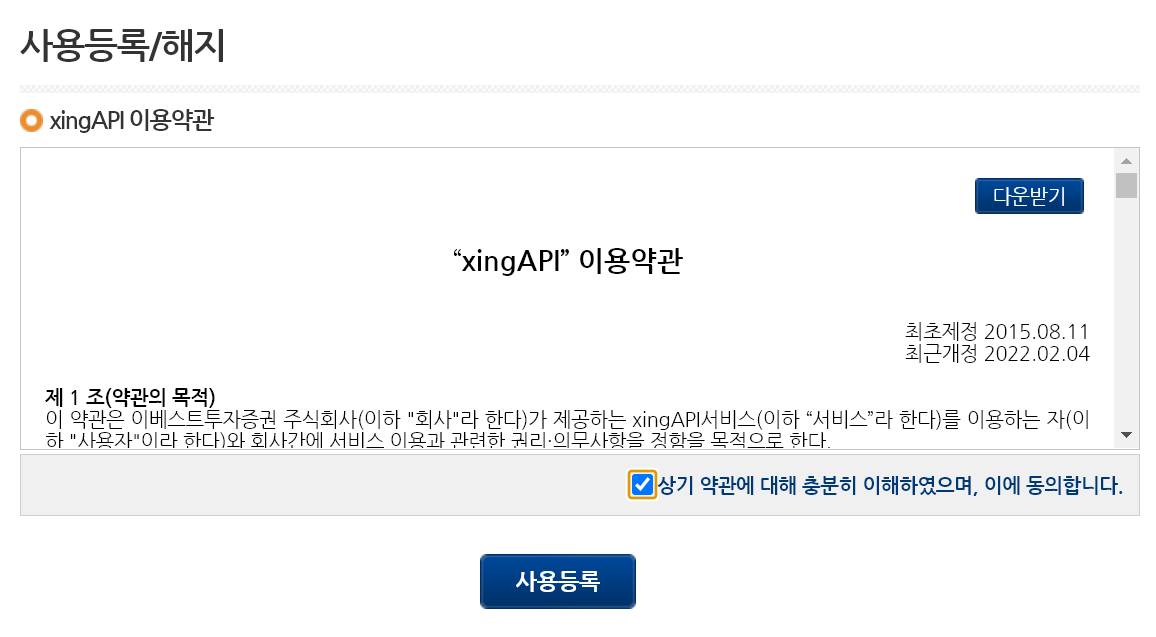 사용등록/해지
xingAPI 이용약관
다운받기
“xingAPI” 이용약관
최초제정 2015.08.11
최근개정 2022.02.04
제 1 조(약관의 목적)
이 약관은 이베스트투자증권 주식회사(이하 "회사"라 한다)가 제공하는 xingAPI서비스(이하 “서비스”라 한다)를 이용하는 자(이
하 "사용자"이라 한다)와 회사간에 서비스 이용과 관련한 권리·의무사항을 정함을 목적으로 한다.
상기 약관에 대해 충분히 이해하였으며, 이에 동의합니다.
사용등록